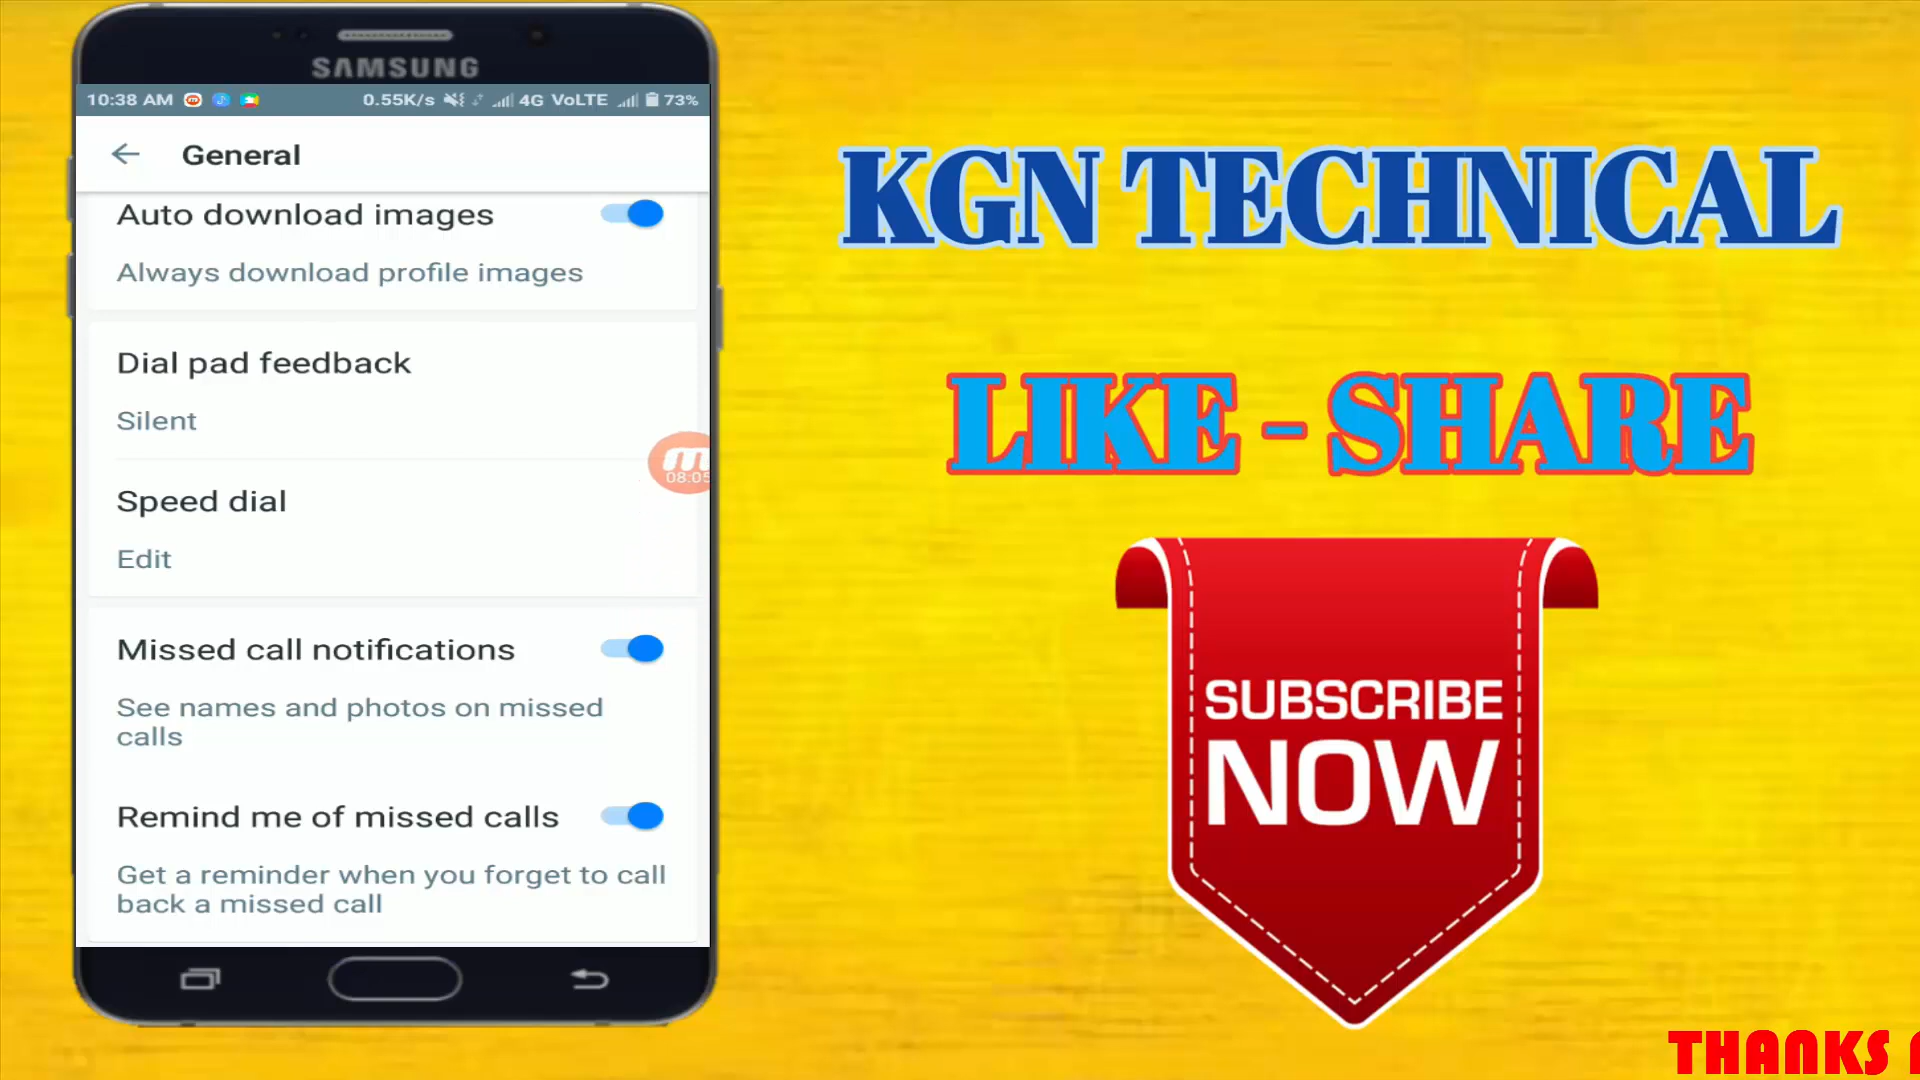 SAMSUNG
10:38 AM 0.55K/s 4G VoLTE 73%
General
Auto download images
Always download profile images
Dial pad feedback
Silent
08:05
Speed dial
Edit
Missed call notifications
See names and photos on missed
calls
Remind me of missed calls
Get a reminder when you forget to call
back a missed call
KGN TECHNICAL
LIKE - SHARE
SUBSCRIBE
NOW
THANKS